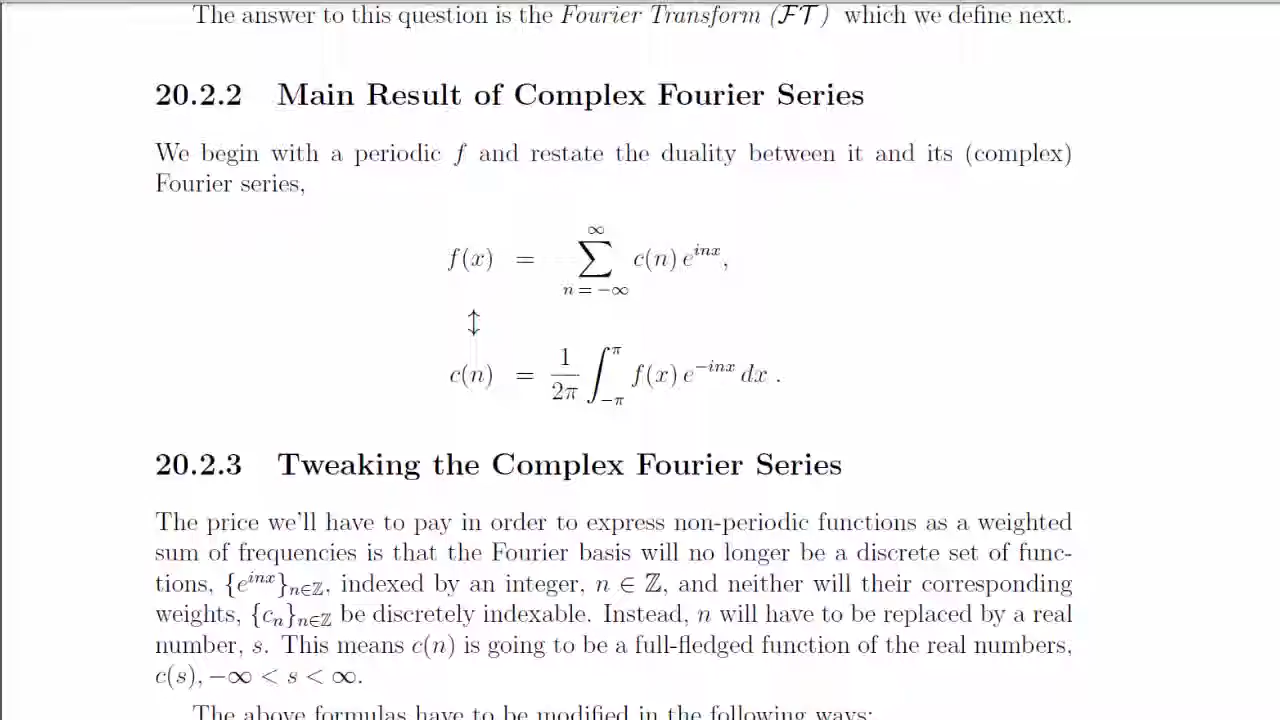 The answer to this question is the Fourier Transform (ℱ𝒯) which we define next.
20.2.2 Main Result of Complex Fourier Series
We begin with a periodic f and restate the duality between it and its (complex)
Fourier series,
f(x) = ∑_{n=−∞}^{∞} c(n) e^{inx},
↕
c(n) = \frac{1}{2π} ∫_{−π}^{π} f(x) e^{−inx} dx .
20.2.3 Tweaking the Complex Fourier Series
The price we'll have to pay in order to express non-periodic functions as a weighted
sum of frequencies is that the Fourier basis will no longer be a discrete set of func-
tions, {e^{inx}}_{n∈ℤ}, indexed by an integer, n ∈ ℤ, and neither will their corresponding
weights, {c_n}_{n∈ℤ} be discretely indexable. Instead, n will have to be replaced by a real
number, s. This means c(n) is going to be a full-fledged function of the real numbers,
c(s), −∞ < s < ∞.
The above formulas have to be modified in the following ways: